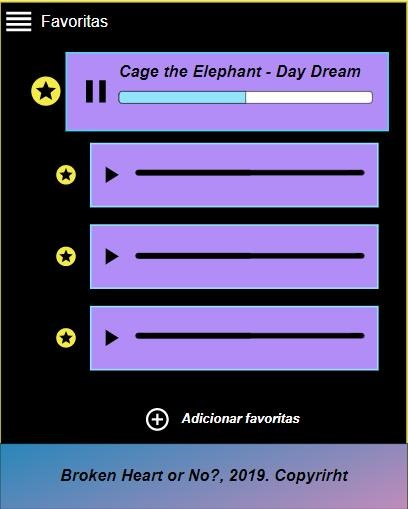 Favoritas
Cage the Elephant - Day Dream
Adicionar favoritas
Broken Heart or No?, 2019. Copyrirht